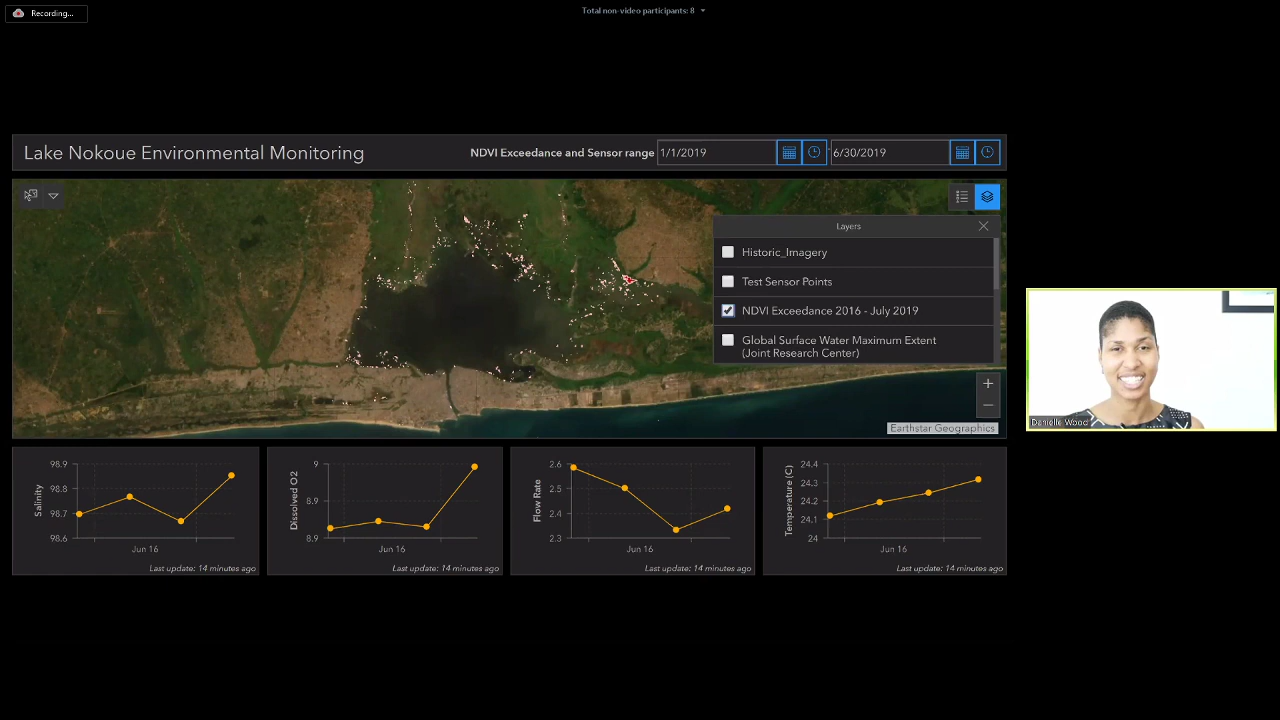 Recording...
Total non-video participants: 8
Lake Nokoue Environmental Monitoring
NDVI Exceedance and Sensor range
1/1/2019
-
6/30/2019
Layers
Historic_Imagery
Test Sensor Points
NDVI Exceedance 2016 - July 2019
Global Surface Water Maximum Extent
(Joint Research Center)
+
−
Earthstar Geographics
Danielle Wood
Salinity
98.9
98.8
98.7
98.6
Jun 16
Last update: 14 minutes ago
Dissolved O2
9
8.9
8.9
Jun 16
Last update: 14 minutes ago
Flow Rate
2.6
2.5
2.4
2.3
Jun 16
Last update: 14 minutes ago
Temperature (C)
24.4
24.3
24.2
24.1
24
Jun 16
Last update: 14 minutes ago